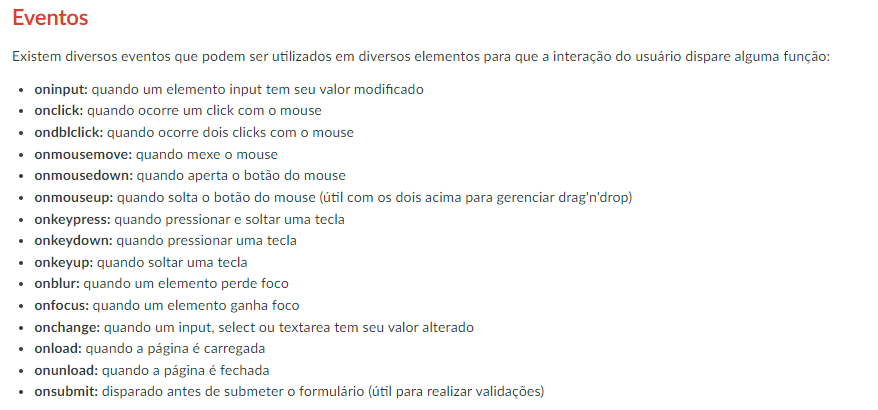 Eventos
Existem diversos eventos que podem ser utilizados em diversos elementos para que a interação do usuário dispare alguma função:
• oninput: quando um elemento input tem seu valor modificado
• onclick: quando ocorre um click com o mouse
• ondblclick: quando ocorre dois clicks com o mouse
• onmousemove: quando mexe o mouse
• onmousedown: quando aperta o botão do mouse
• onmouseup: quando solta o botão do mouse (útil com os dois acima para gerenciar drag'n'drop)
• onkeypress: quando pressionar e soltar uma tecla
• onkeydown: quando pressionar uma tecla
• onkeyup: quando soltar uma tecla
• onblur: quando um elemento perde foco
• onfocus: quando um elemento ganha foco
• onchange: quando um input, select ou textarea tem seu valor alterado
• onload: quando a página é carregada
• onunload: quando a página é fechada
• onsubmit: disparado antes de submeter o formulário (útil para realizar validações)